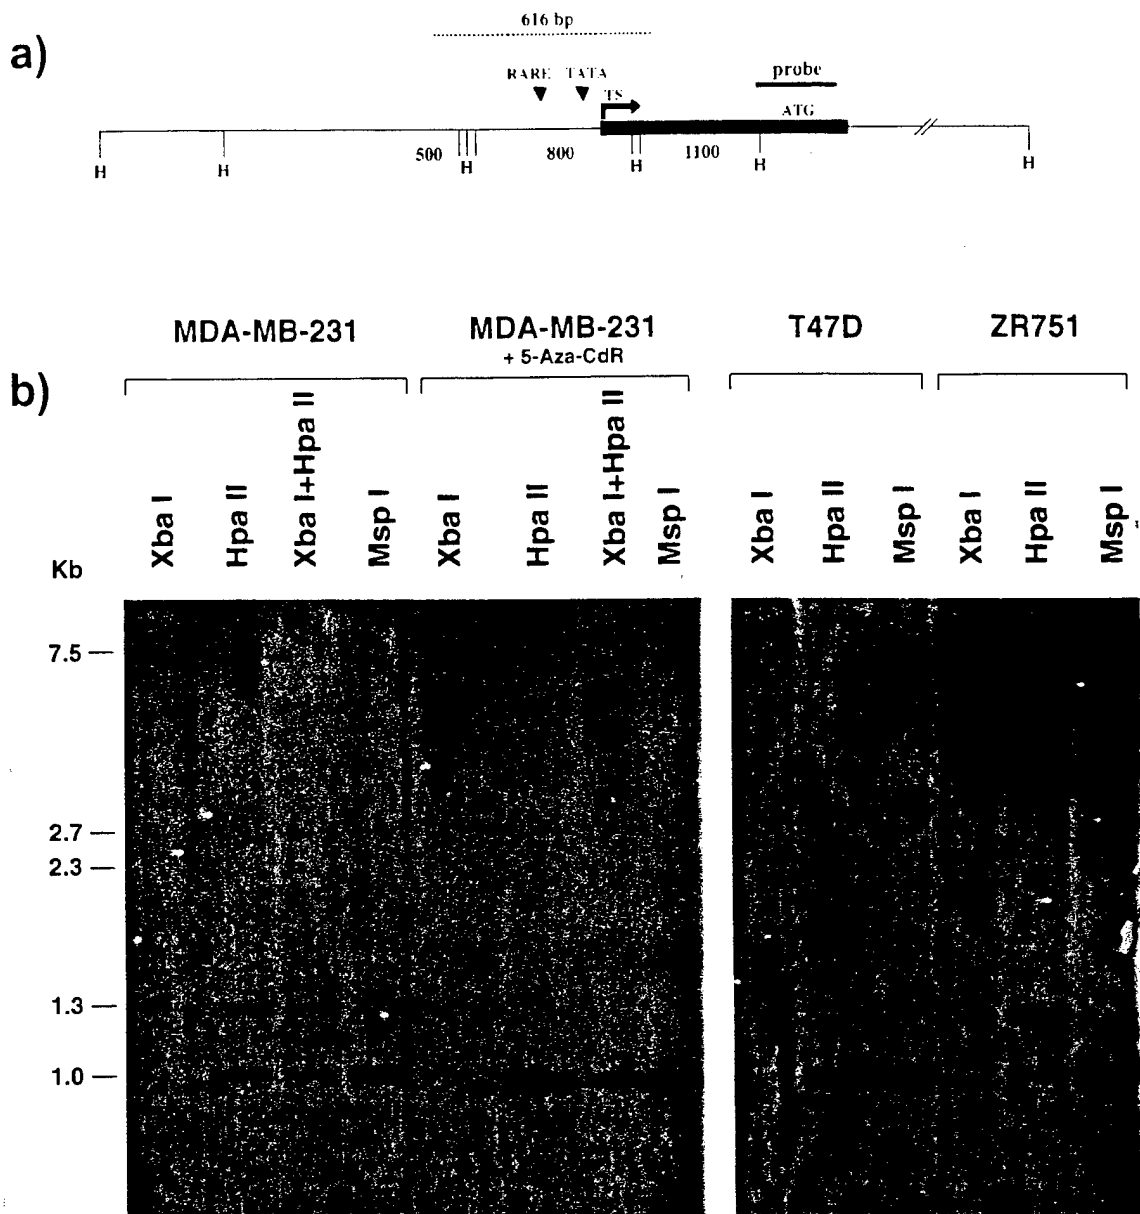 a)
616 bp
RARE TATA
TS
probe
ATG
500 800 1100
H H H H H H
MDA-MB-231 MDA-MB-231 T47D ZR751
+ 5-Aza-CdR
b)
Xba I Hpa II Xba I+Hpa II Msp I Xba I Hpa II Xba I+Hpa II Msp I Xba I Hpa II Msp I Xba I Hpa II Msp I
Kb
7.5
2.7
2.3
1.3
1.0